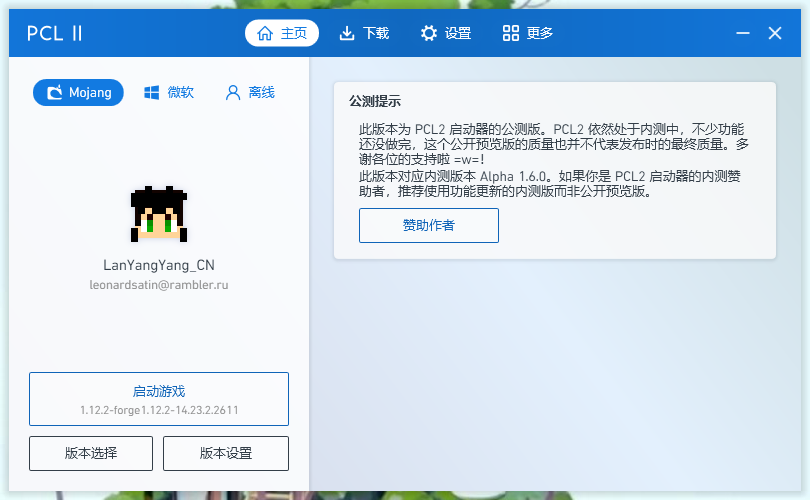 PCL II
主页
下载
设置
更多
Mojang
微软
离线
LanYangYang_CN
leonardsatin@rambler.ru
启动游戏
1.12.2-forge1.12.2-14.23.2.2611
版本选择
版本设置
公测提示
此版本为 PCL2 启动器的公测版。PCL2 依然处于内测中，不少功能
还没做完，这个公开预览版的质量也并不代表发布时的最终质量。多
谢各位的支持啦 =w=！
此版本对应内测版本 Alpha 1.6.0。如果你是 PCL2 启动器的内测赞
助者，推荐使用功能更新的内测版而非公开预览版。
赞助作者